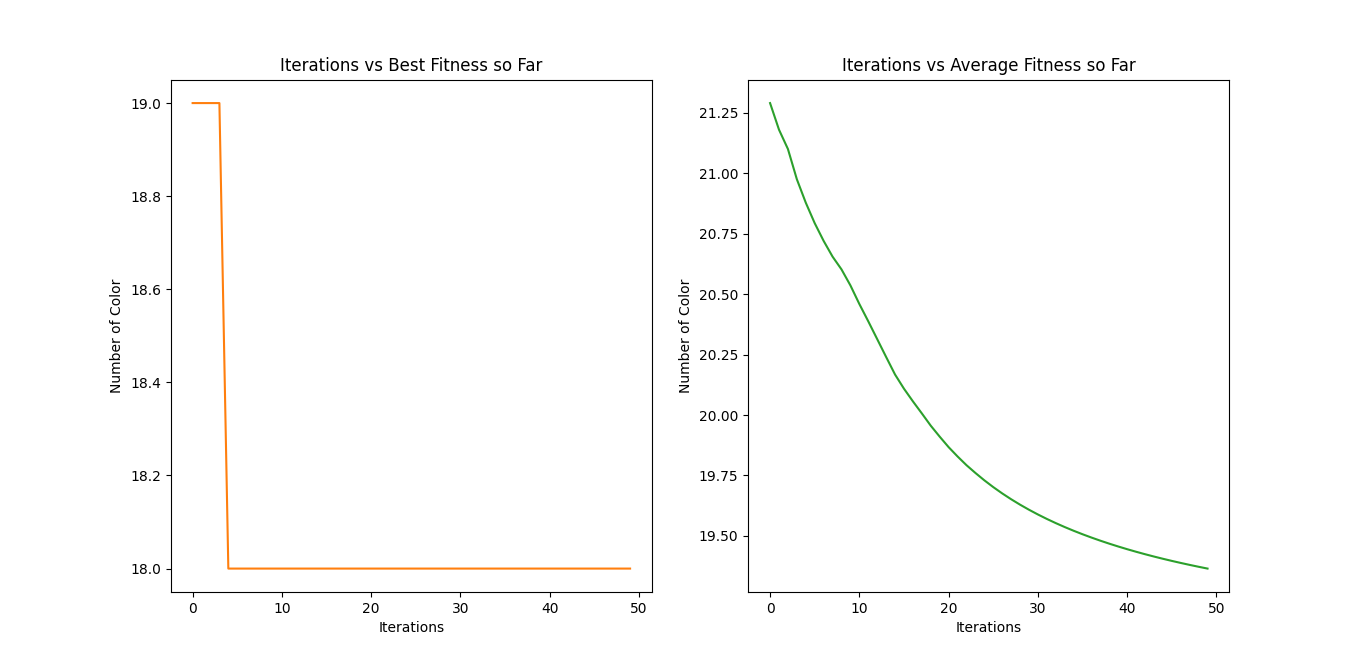 Iterations vs Best Fitness so Far
19.0
18.8
18.6
18.4
18.2
18.0
Number of Color
0 10 20 30 40 50
Iterations
Iterations vs Average Fitness so Far
21.25
21.00
20.75
20.50
20.25
20.00
19.75
19.50
Number of Color
0 10 20 30 40 50
Iterations